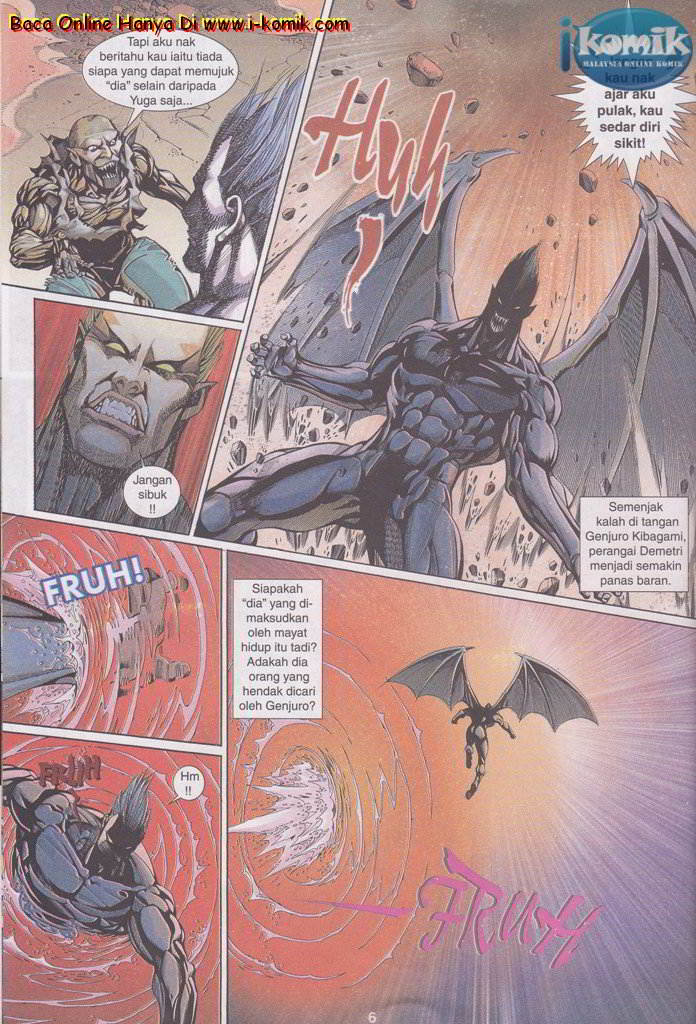 Baca Online Hanya Di www.i-komik.com
ikomik
MALAYSIA ONLINE KOMIK
Tapi aku nak
beritahu kau iaitu tiada
siapa yang dapat memujuk
“dia” selain daripada
Yuga saja...
Huh
!
kau nak
ajar aku
pulak, kau
sedar diri
sikit!
Jangan
sibuk
!!
Semenjak
kalah di tangan
Genjuro Kibagami,
perangai Demetri
menjadi semakin
panas baran.
FRUH!
Siapakah
“dia” yang di-
maksudkan
oleh mayat
hidup itu tadi?
Adakah dia
orang yang
hendak dicari
oleh Genjuro?
FRUH
Hm
!!
FRUH
6